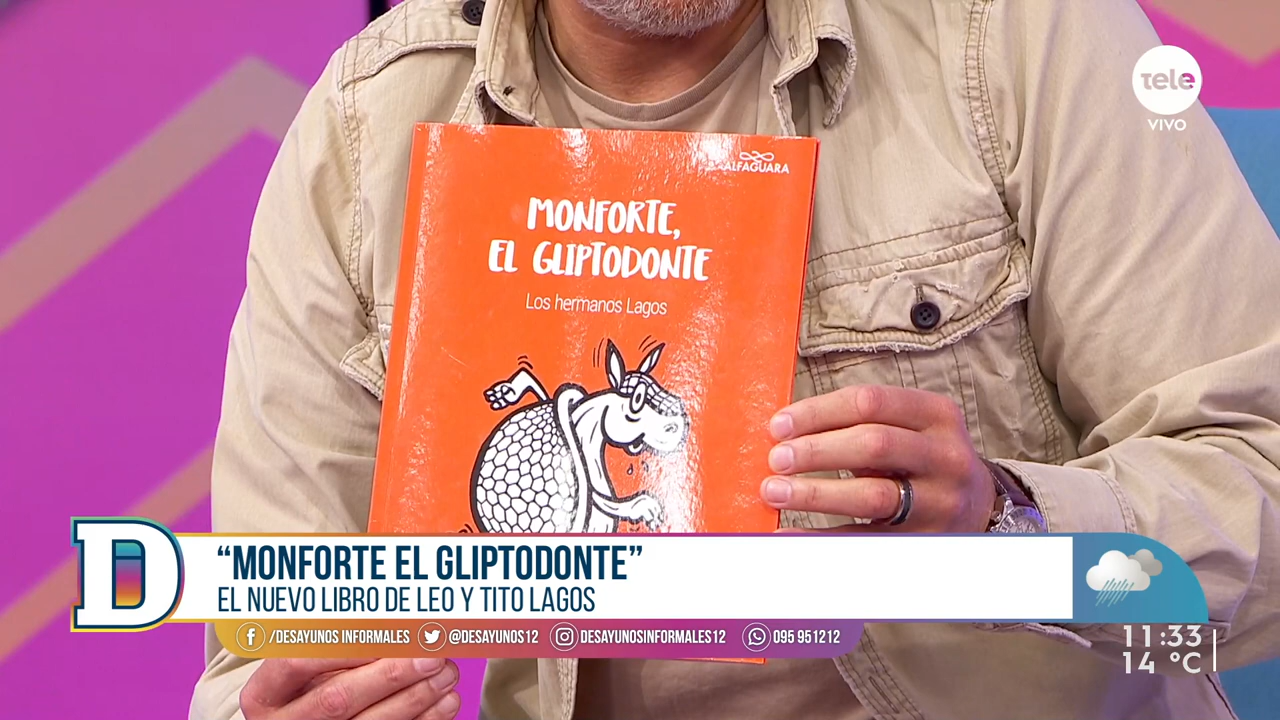 tele
VIVO
ALFAGUARA
MONFORTE,
EL GLIPTODONTE
Los hermanos Lagos
D
“MONFORTE EL GLIPTODONTE”
EL NUEVO LIBRO DE LEO Y TITO LAGOS
/DESAYUNOS INFORMALES @DESAYUNOS12 DESAYUNOSINFORMALES12 095 951212
11:33
14 °C